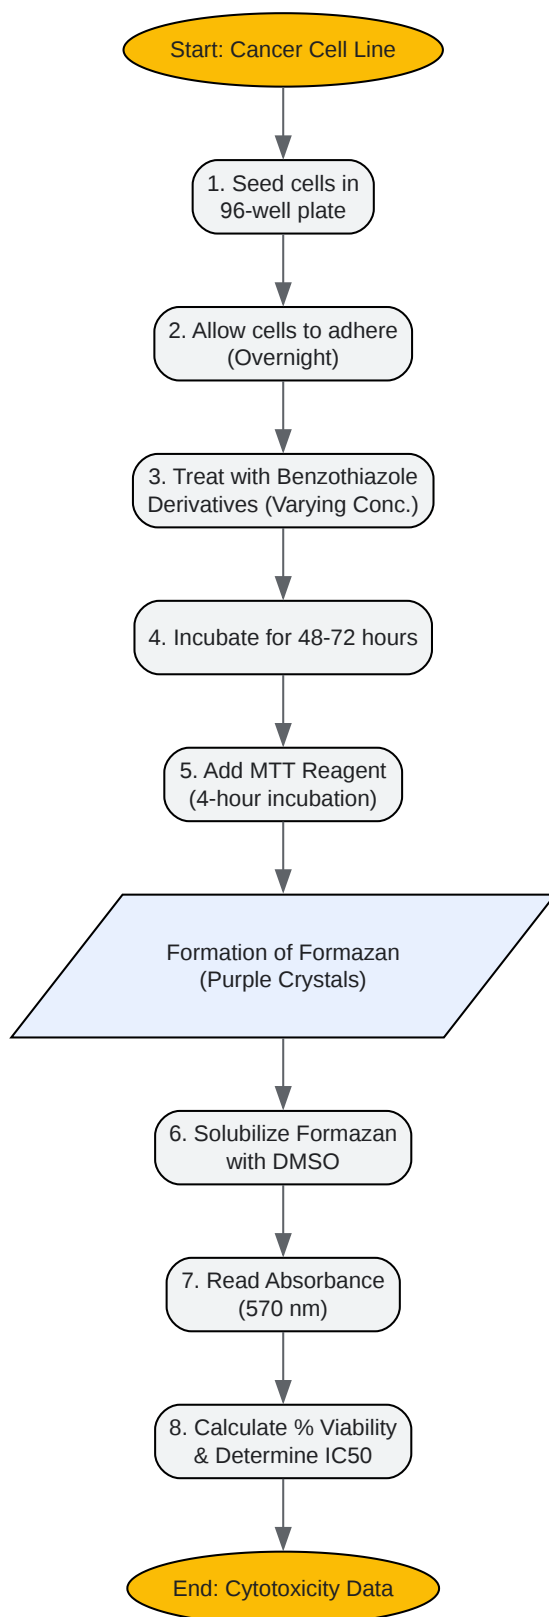 Start: Cancer Cell Line
1. Seed cells in
96-well plate
2. Allow cells to adhere
(Overnight)
3. Treat with Benzothiazole
Derivatives (Varying Conc.)
4. Incubate for 48-72 hours
5. Add MTT Reagent
(4-hour incubation)
Formation of Formazan
(Purple Crystals)
6. Solubilize Formazan
with DMSO
7. Read Absorbance
(570 nm)
8. Calculate % Viability
& Determine IC50
End: Cytotoxicity Data